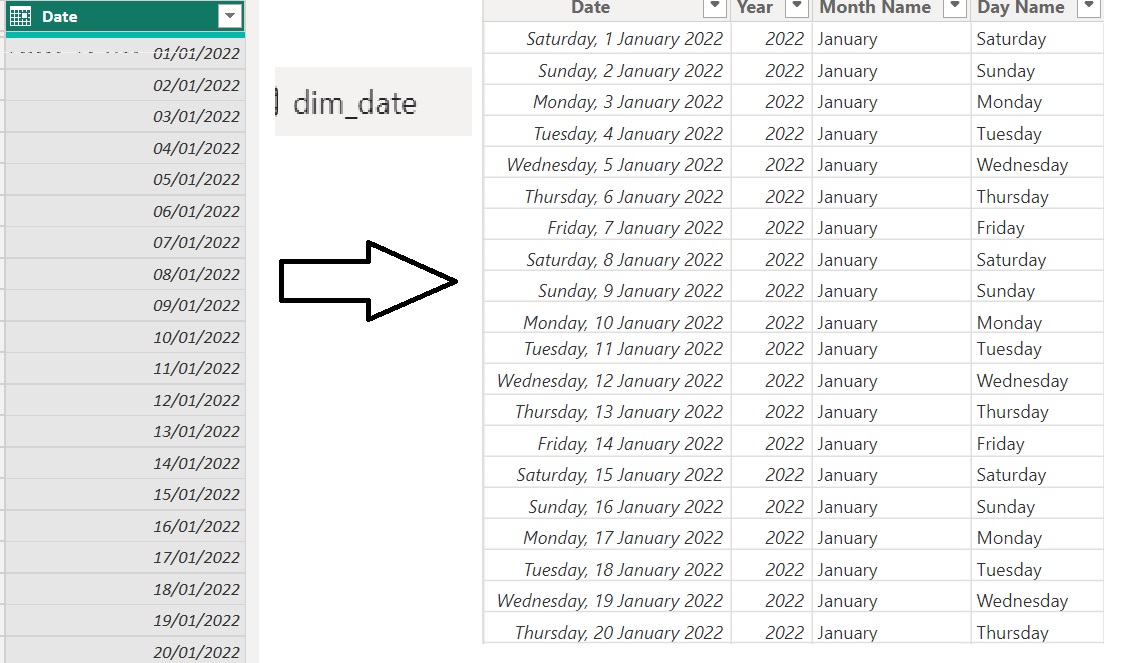 Date
01/01/2022
02/01/2022
03/01/2022
04/01/2022
05/01/2022
06/01/2022
07/01/2022
08/01/2022
09/01/2022
10/01/2022
11/01/2022
12/01/2022
13/01/2022
14/01/2022
15/01/2022
16/01/2022
17/01/2022
18/01/2022
19/01/2022
20/01/2022
dim_date
Date Year Month Name Day Name
Saturday, 1 January 2022 2022 January Saturday
Sunday, 2 January 2022 2022 January Sunday
Monday, 3 January 2022 2022 January Monday
Tuesday, 4 January 2022 2022 January Tuesday
Wednesday, 5 January 2022 2022 January Wednesday
Thursday, 6 January 2022 2022 January Thursday
Friday, 7 January 2022 2022 January Friday
Saturday, 8 January 2022 2022 January Saturday
Sunday, 9 January 2022 2022 January Sunday
Monday, 10 January 2022 2022 January Monday
Tuesday, 11 January 2022 2022 January Tuesday
Wednesday, 12 January 2022 2022 January Wednesday
Thursday, 13 January 2022 2022 January Thursday
Friday, 14 January 2022 2022 January Friday
Saturday, 15 January 2022 2022 January Saturday
Sunday, 16 January 2022 2022 January Sunday
Monday, 17 January 2022 2022 January Monday
Tuesday, 18 January 2022 2022 January Tuesday
Wednesday, 19 January 2022 2022 January Wednesday
Thursday, 20 January 2022 2022 January Thursday